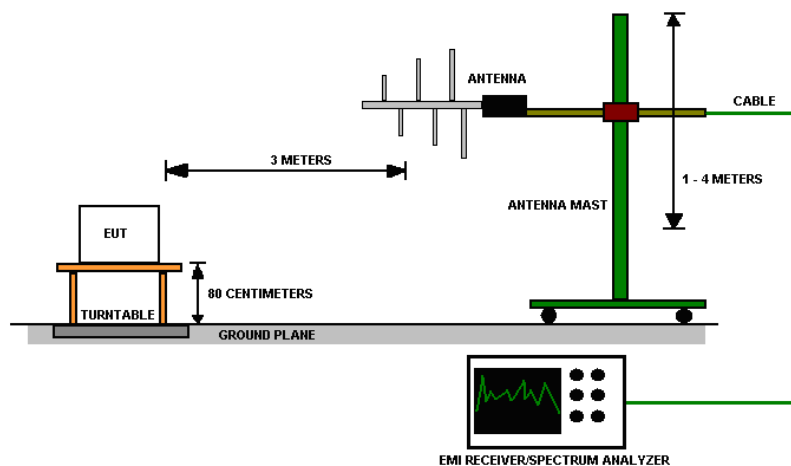 ANTENNA
CABLE
3 METERS
1 - 4 METERS
ANTENNA MAST
EUT
80 CENTIMETERS
TURNTABLE
GROUND PLANE
EMI RECEIVER/SPECTRUM ANALYZER